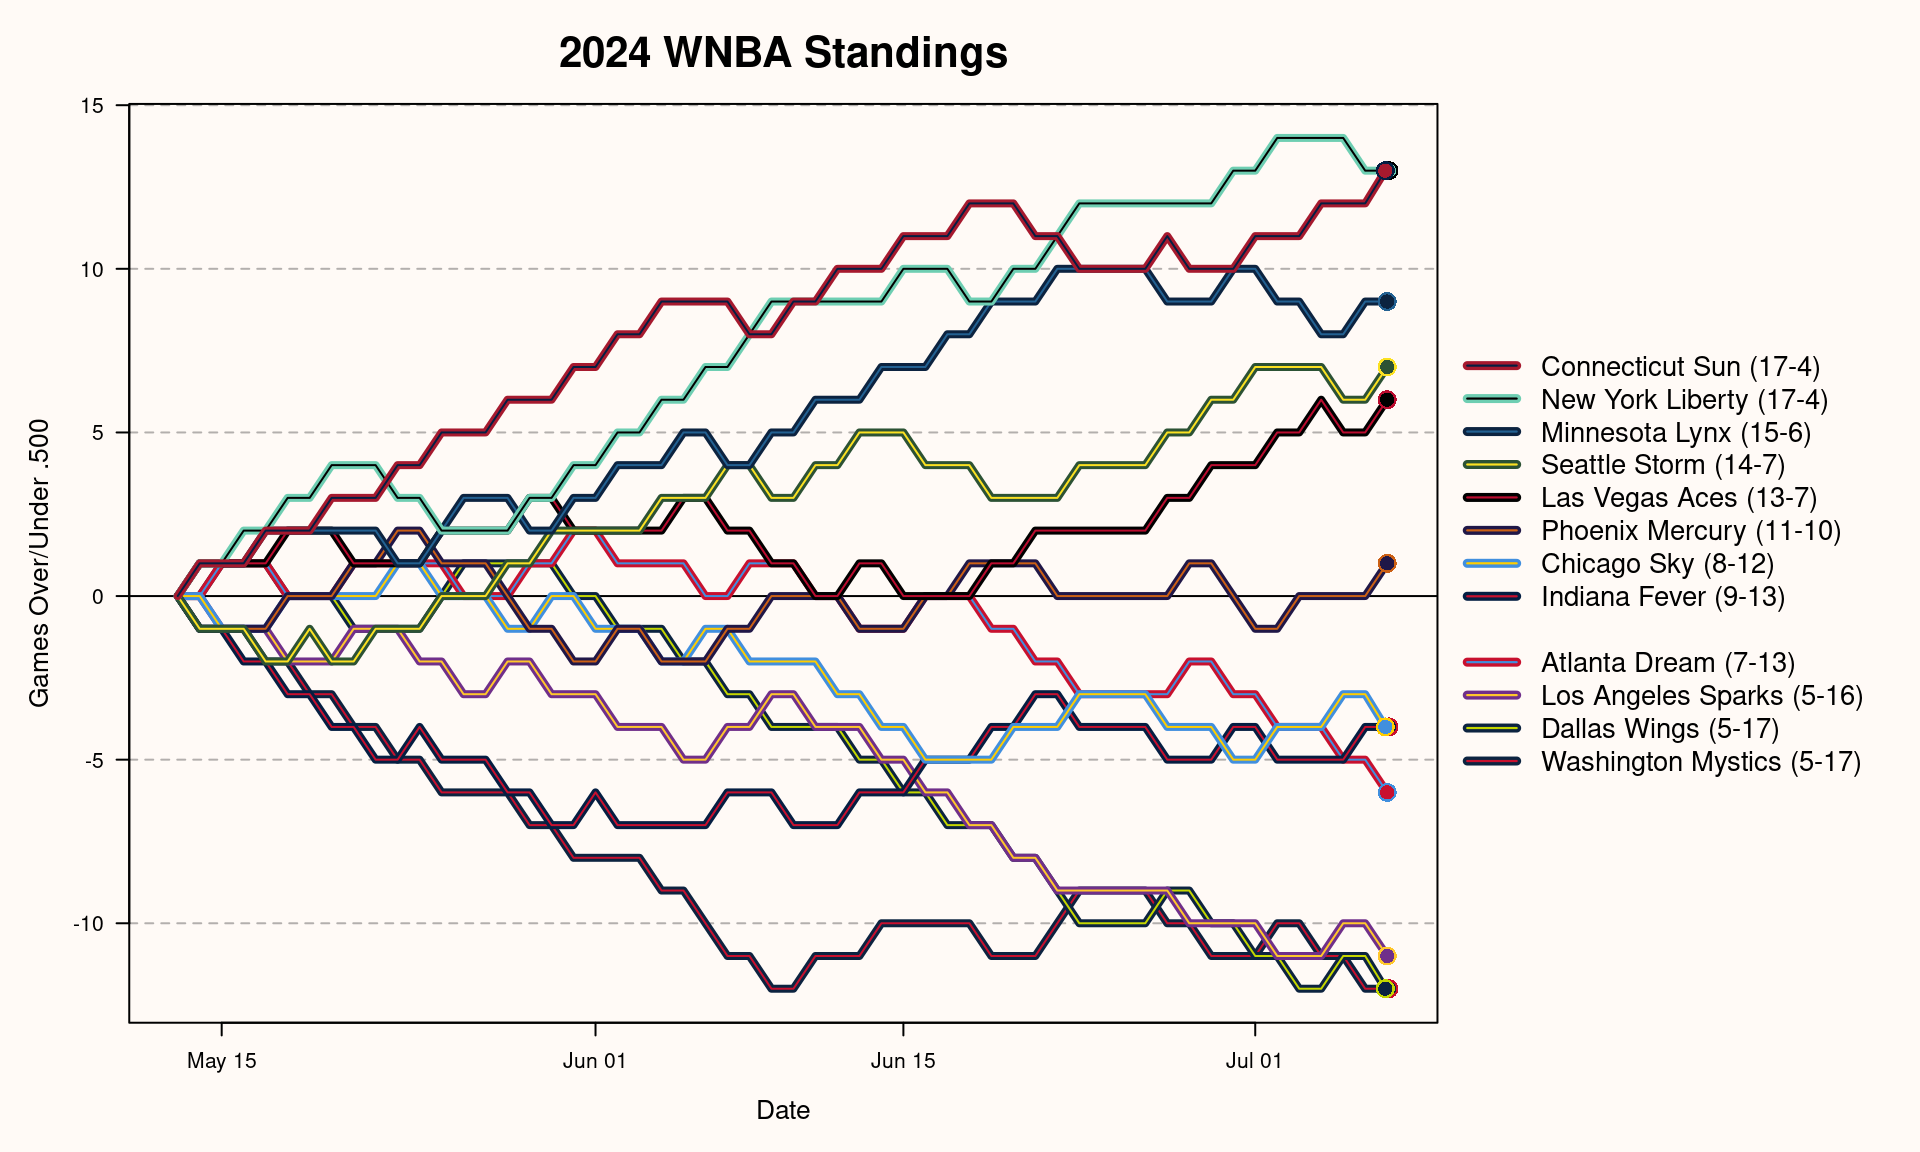 2024 WNBA Standings
Games Over/Under .500
15
10
5
0
-5
-10
May 15
Jun 01
Jun 15
Jul 01
Date
Connecticut Sun (17-4)
New York Liberty (17-4)
Minnesota Lynx (15-6)
Seattle Storm (14-7)
Las Vegas Aces (13-7)
Phoenix Mercury (11-10)
Chicago Sky (8-12)
Indiana Fever (9-13)
Atlanta Dream (7-13)
Los Angeles Sparks (5-16)
Dallas Wings (5-17)
Washington Mystics (5-17)